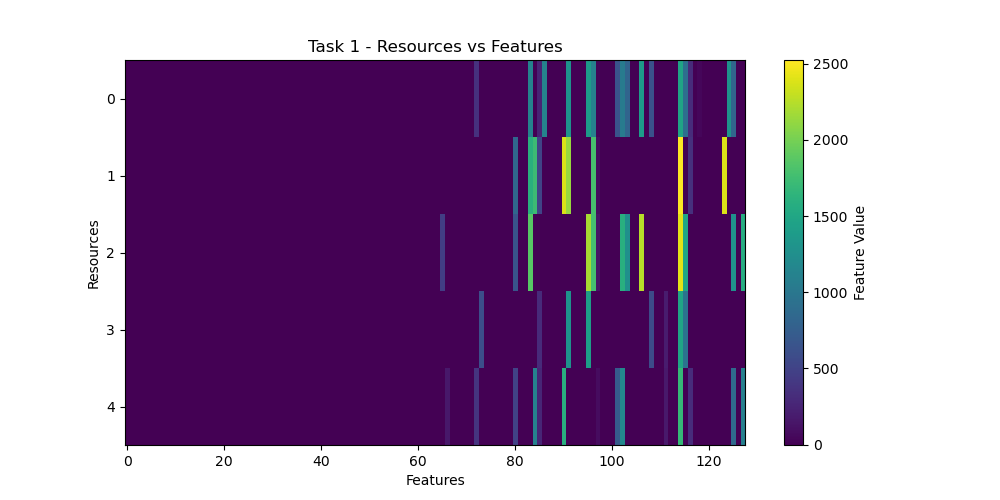 Task 1 - Resources vs Features
Resources
0
1
2
3
4
0 20 40 60 80 100 120
Features
2500
2000
1500
1000
500
0
Feature Value